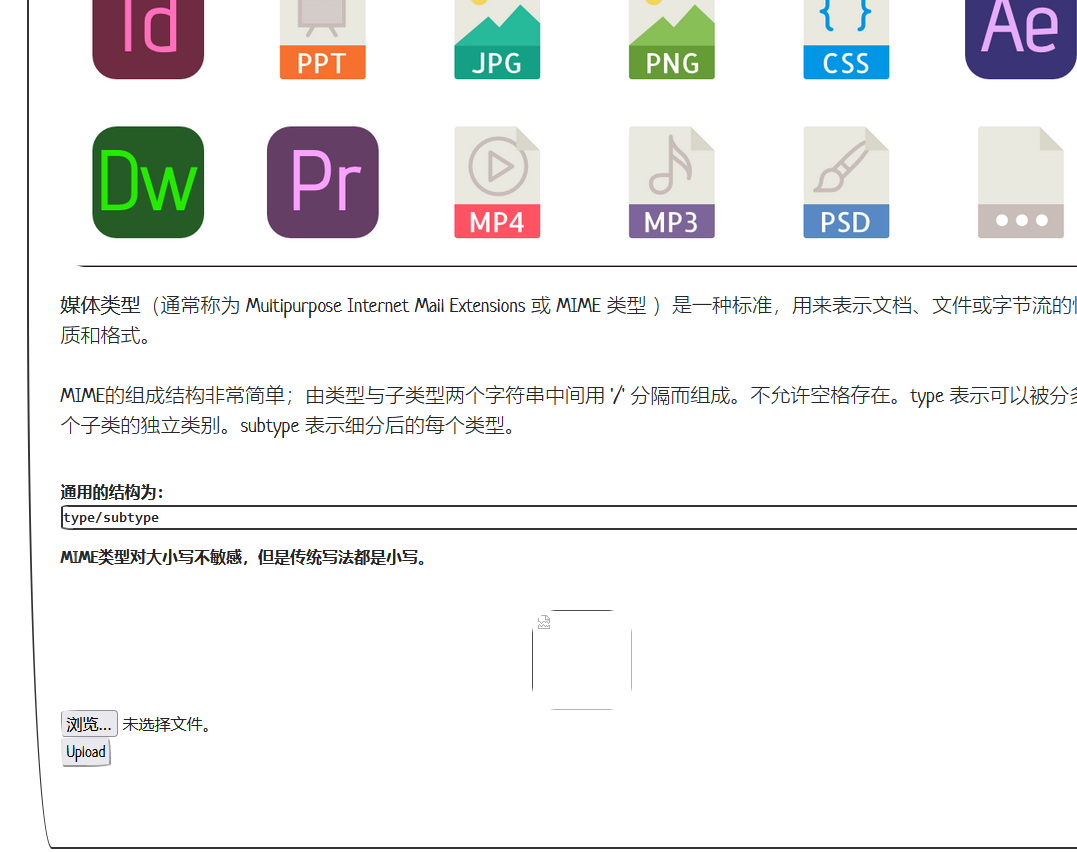 Id PPT JPG PNG CSS Ae
Dw Pr MP4 MP3 PSD
媒体类型（通常称为 Multipurpose Internet Mail Extensions 或 MIME 类型 ）是一种标准，用来表示文档、文件或字节流的
质和格式。
MIME的组成结构非常简单；由类型与子类型两个字符串中间用 '/' 分隔而组成。不允许空格存在。type 表示可以被分
个子类的独立类别。subtype 表示细分后的每个类型。
通用的结构为：
type/subtype
MIME类型对大小写不敏感，但是传统写法都是小写。
浏览… 未选择文件。
Upload